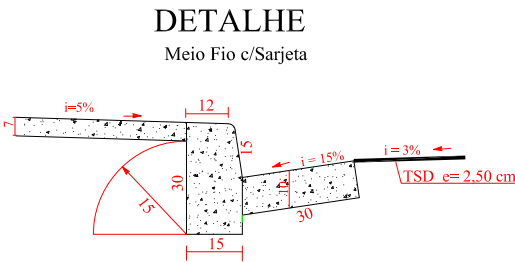 DETALHE
Meio Fio c/Sarjeta
i=5%
12
7
15
i = 15%
i = 3%
30
10
TSD e= 2,50 cm
15
30
15